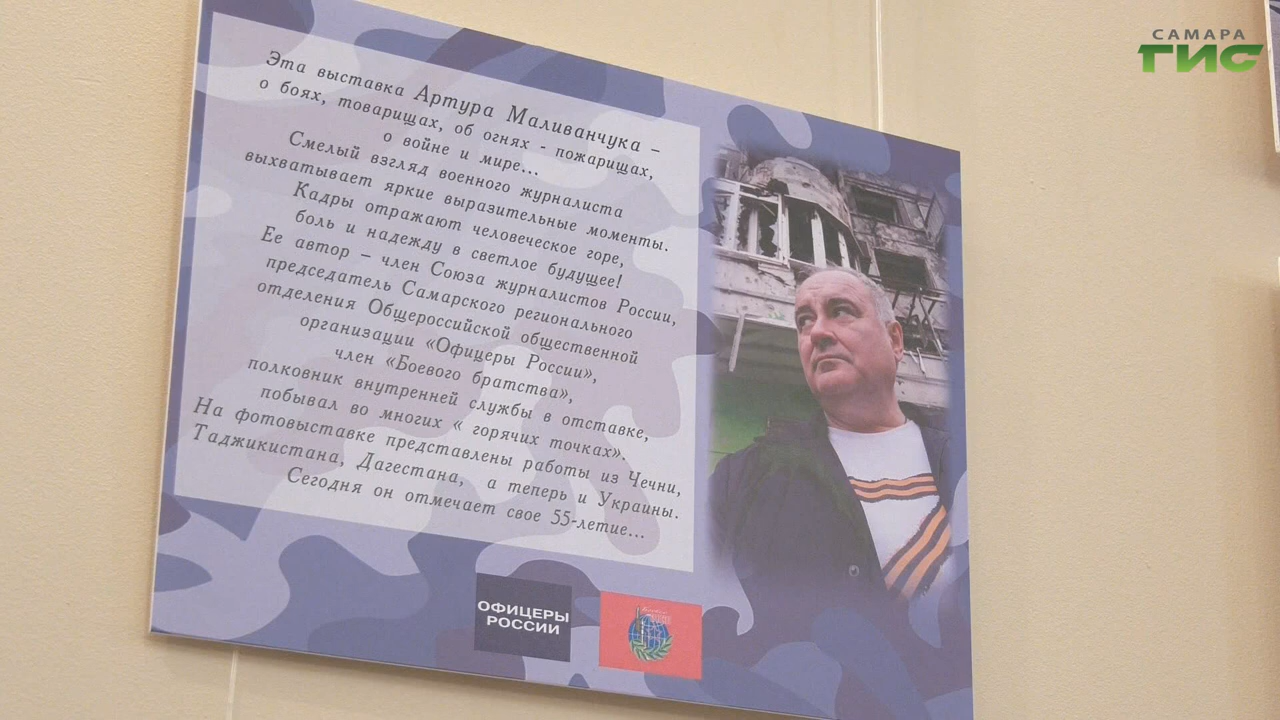 САМАРА
ГИС
Эта выставка Артура Маливанчука –
о боях, товарищах, об огнях - пожарищах,
о войне и мире...
Смелый взгляд военного журналиста
выхватывает яркие выразительные моменты.
Кадры отражают человеческое горе,
боль и надежду в светлое будущее!
Ее автор – член Союза журналистов России,
председатель Самарского регионального
отделения Общероссийской общественной
организации «Офицеры России»,
член «Боевого братства»,
полковник внутренней службы в отставке,
побывал во многих « горячих точках».
На фотовыставке представлены работы из Чечни,
Таджикистана, Дагестана, а теперь и Украины.
Сегодня он отмечает свое 55-летие...
ОФИЦЕРЫ
РОССИИ